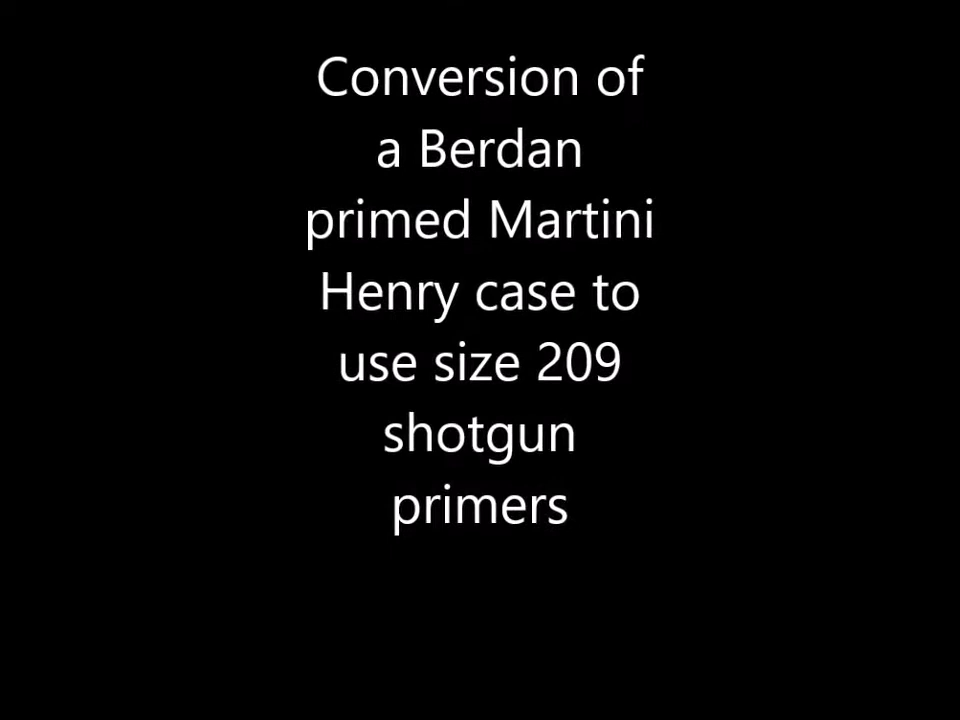 Conversion of
a Berdan
primed Martini
Henry case to
use size 209
shotgun
primers